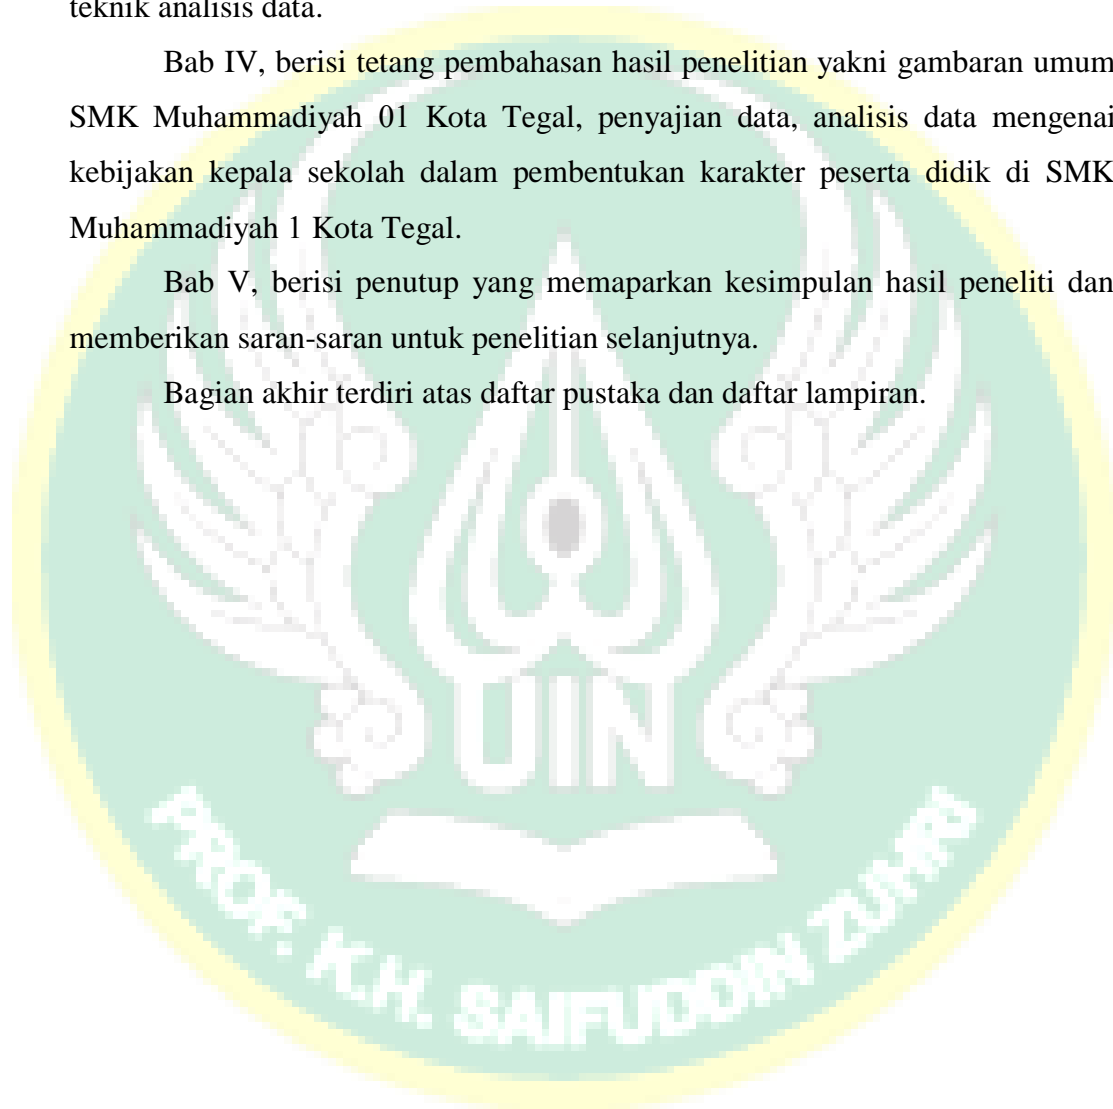 teknik analisis data.
Bab IV, berisi tetang pembahasan hasil penelitian yakni gambaran umum
SMK Muhammadiyah 01 Kota Tegal, penyajian data, analisis data mengenai
kebijakan kepala sekolah dalam pembentukan karakter peserta didik di SMK
Muhammadiyah 1 Kota Tegal.
Bab V, berisi penutup yang memaparkan kesimpulan hasil peneliti dan
memberikan saran-saran untuk penelitian selanjutnya.
Bagian akhir terdiri atas daftar pustaka dan daftar lampiran.
UIN
PROF. K.H. SAIFUDDIN ZUHRI